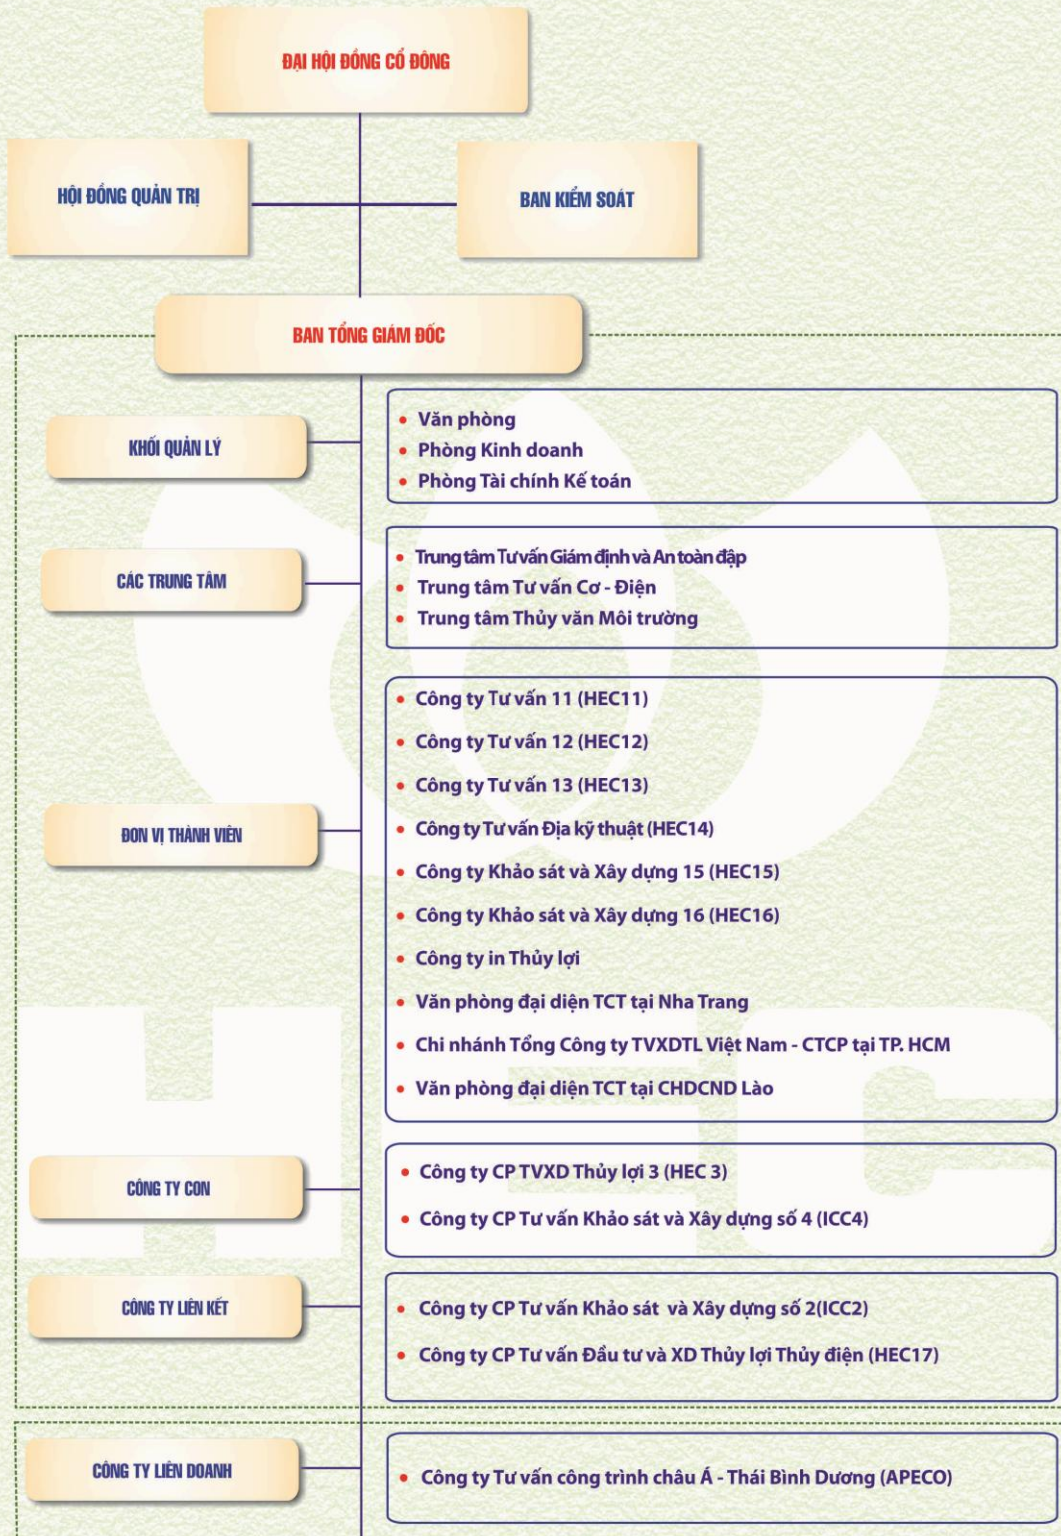 ĐẠI HỘI ĐỒNG CỔ ĐÔNG
HỘI ĐỒNG QUẢN TRỊ
BAN KIỂM SOÁT
BAN TỔNG GIÁM ĐỐC
KHỐI QUẢN LÝ
• Văn phòng
• Phòng Kinh doanh
• Phòng Tài chính Kế toán
CÁC TRUNG TÂM
• Trung tâm Tư vấn Giám định và An toàn đập
• Trung tâm Tư vấn Cơ - Điện
• Trung tâm Thủy văn Môi trường
ĐƠN VỊ THÀNH VIÊN
• Công ty Tư vấn 11 (HEC11)
• Công ty Tư vấn 12 (HEC12)
• Công ty Tư vấn 13 (HEC13)
• Công ty Tư vấn Địa kỹ thuật (HEC14)
• Công ty Khảo sát và Xây dựng 15 (HEC15)
• Công ty Khảo sát và Xây dựng 16 (HEC16)
• Công ty in Thủy lợi
• Văn phòng đại diện TCT tại Nha Trang
• Chi nhánh Tổng Công ty TVXDTL Việt Nam - CTCP tại TP. HCM
• Văn phòng đại diện TCT tại CHDCND Lào
HEC
CÔNG TY CON
• Công ty CP TVXD Thủy lợi 3 (HEC 3)
• Công ty CP Tư vấn Khảo sát và Xây dựng số 4 (ICC4)
CÔNG TY LIÊN KẾT
• Công ty CP Tư vấn Khảo sát và Xây dựng số 2(ICC2)
• Công ty CP Tư vấn Đầu tư và XD Thủy lợi Thủy điện (HEC17)
CÔNG TY LIÊN DOANH
• Công ty Tư vấn công trình châu Á - Thái Bình Dương (APECO)